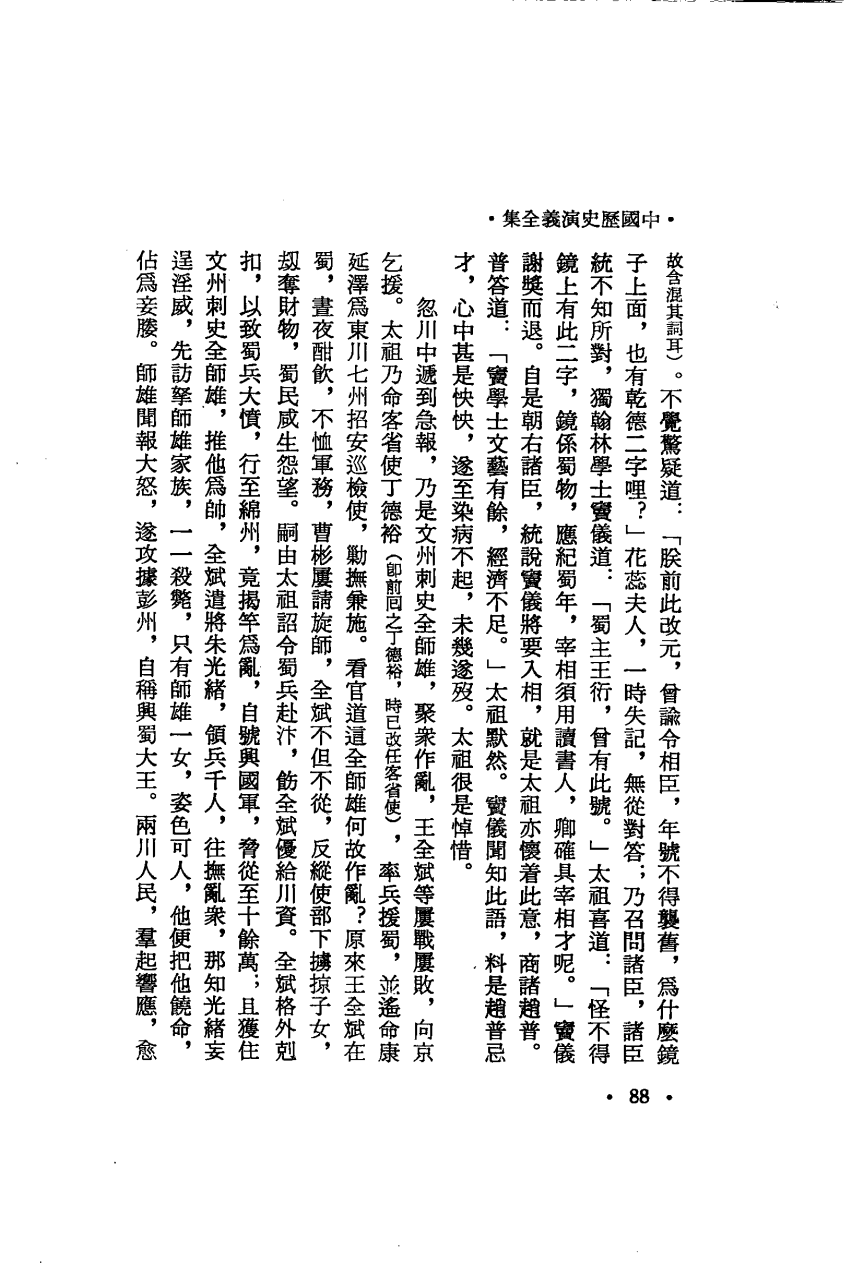 ・中國歷史演義全集・
故含混其詞耳）。不覺驚疑道：「朕前此改元，曾諭令相臣，年號不得襲舊，爲什麼鏡
子上面，也有乾德二字哩？」花蕊夫人，一時失記，無從對答；乃召問諸臣，諸臣
統不知所對，獨翰林學士竇儀道：「蜀主王衍，曾有此號。」太祖喜道：「怪不得
鏡上有此二字，鏡係蜀物，應紀蜀年，宰相須用讀書人，卿確具宰相才呢。」竇儀
謝獎而退。自是朝右諸臣，統說竇儀將要入相，就是太祖亦懷着此意，商諸趙普。
普答道：「竇學士文藝有餘，經濟不足。」太祖默然。竇儀聞知此語，料是趙普忌
才，心中甚是怏怏，遂至染病不起，未幾遂歿。太祖很是悼惜。
忽川中遞到急報，乃是文州刺史全師雄，聚衆作亂，王全斌等屢戰屢敗，向京
乞援。太祖乃命客省使丁德裕（卽前回之丁德裕，時已改任客省使），率兵援蜀，並遙命康
延澤爲東川七州招安巡檢使，勦撫兼施。看官道這全師雄何故作亂？原來王全斌在
蜀，晝夜酣飲，不恤軍務，曹彬屢請旋師，全斌不但不從，反縱使部下擄掠子女，
刼奪財物，蜀民咸生怨望。嗣由太祖詔令蜀兵赴汴，飭全斌優給川資。全斌格外剋
扣，以致蜀兵大憤，行至綿州，竟揭竿爲亂，自號興國軍，脅從至十餘萬；且獲住
文州刺史全師雄，推他爲帥，全斌遣將朱光緒，領兵千人，往撫亂衆，那知光緒妄
逞淫威，先訪拏師雄家族，一一殺斃，只有師雄一女，姿色可人，他便把他饒命，
佔爲妾媵。師雄聞報大怒，遂攻據彭州，自稱興蜀大王。兩川人民，羣起響應，愈
・88・